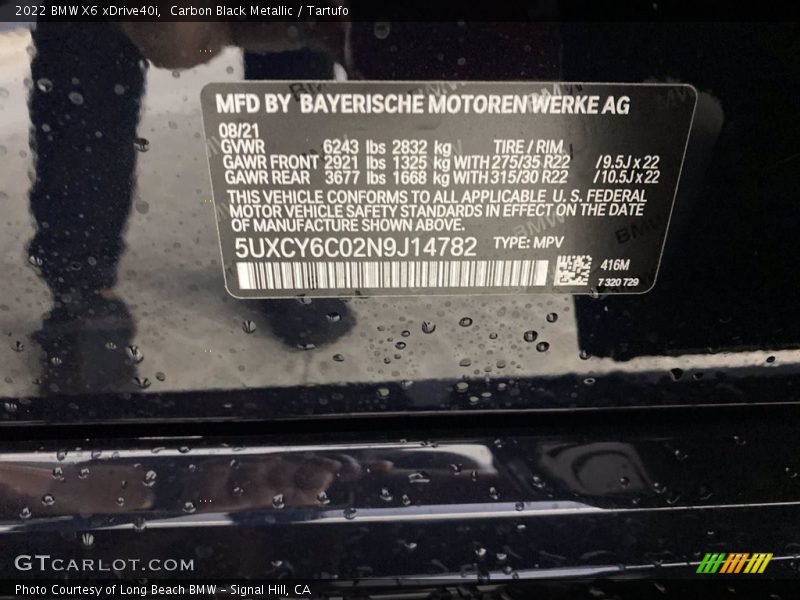 2022 BMW X6 xDrive40i, Carbon Black Metallic / Tartufo
MFD BY BAYERISCHE MOTOREN WERKE AG
08/21
GVWR 6243 lbs 2832 kg TIRE / RIM
GAWR FRONT 2921 lbs 1325 kg WITH 275/35 R22 /9.5J x 22
GAWR REAR 3677 lbs 1668 kg WITH 315/30 R22 /10.5J x 22
THIS VEHICLE CONFORMS TO ALL APPLICABLE U.S. FEDERAL
MOTOR VEHICLE SAFETY STANDARDS IN EFFECT ON THE DATE
OF MANUFACTURE SHOWN ABOVE.
5UXCY6C02N9J14782 TYPE: MPV
416M
7 320 729
GTCARLOT.COM
Photo Courtesy of Long Beach BMW - Signal Hill, CA